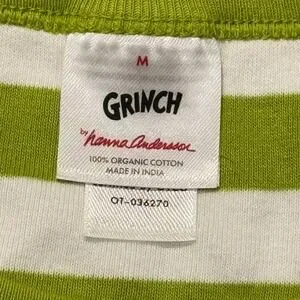 M
GRINCH
by hanna andersson
100% ORGANIC COTTON
MADE IN INDIA
OT-036270